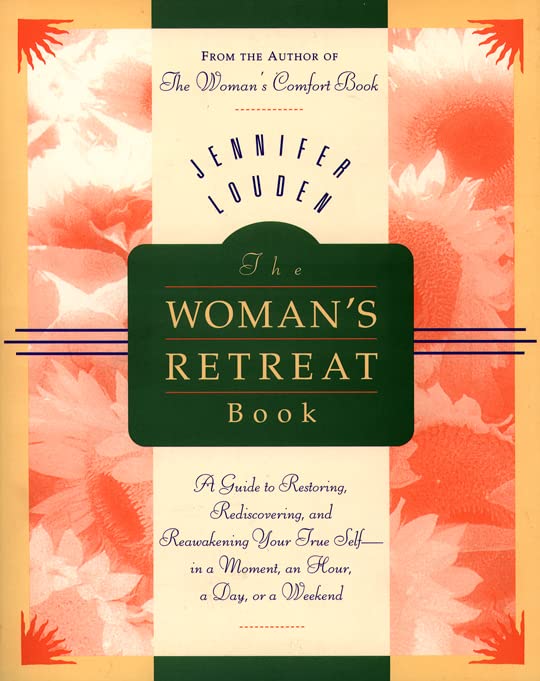 FROM THE AUTHOR OF
The Woman's Comfort Book
JENNIFER
LOUDEN
The
WOMAN'S
RETREAT
Book
A Guide to Restoring,
Rediscovering, and
Reawakening Your True Self—
in a Moment, an Hour,
a Day, or a Weekend